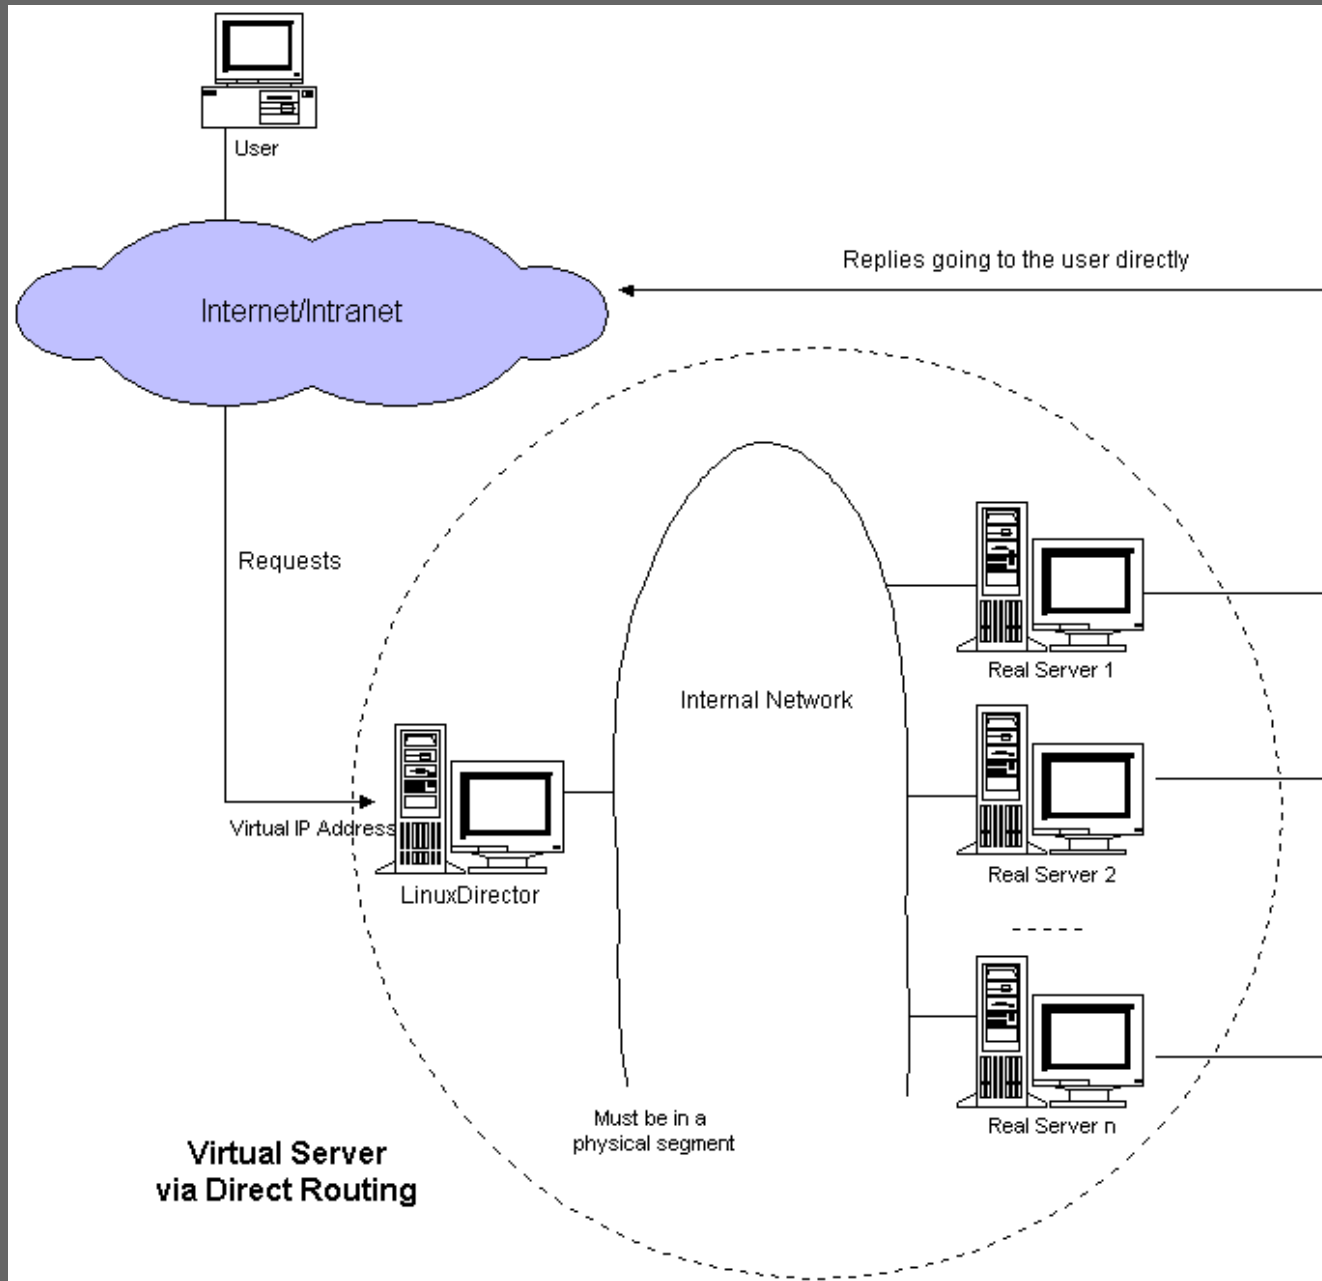 User
Replies going to the user directly
Internet/Intranet
Requests
Real Server 1
Internal Network
Virtual IP Address
Real Server 2
LinuxDirector
Must be in a
physical segment
Real Server n
Virtual Server
via Direct Routing